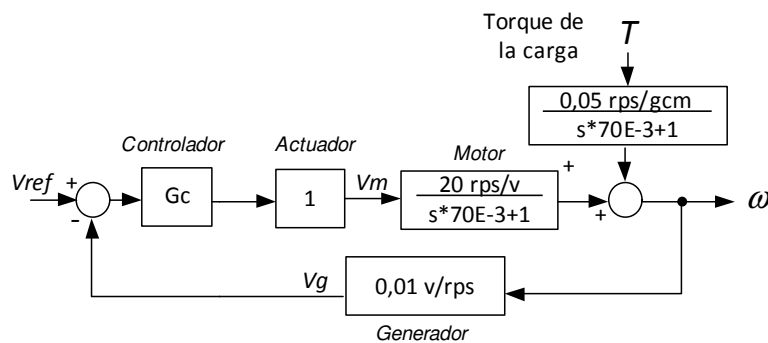 Torque de
la carga
T
0,05 rps/gcm
s*70E-3+1
Controlador
Actuador
Motor
Vref
+
-
Gc
1
Vm
20 rps/v
s*70E-3+1
+
+
ω
Vg
0,01 v/rps
Generador